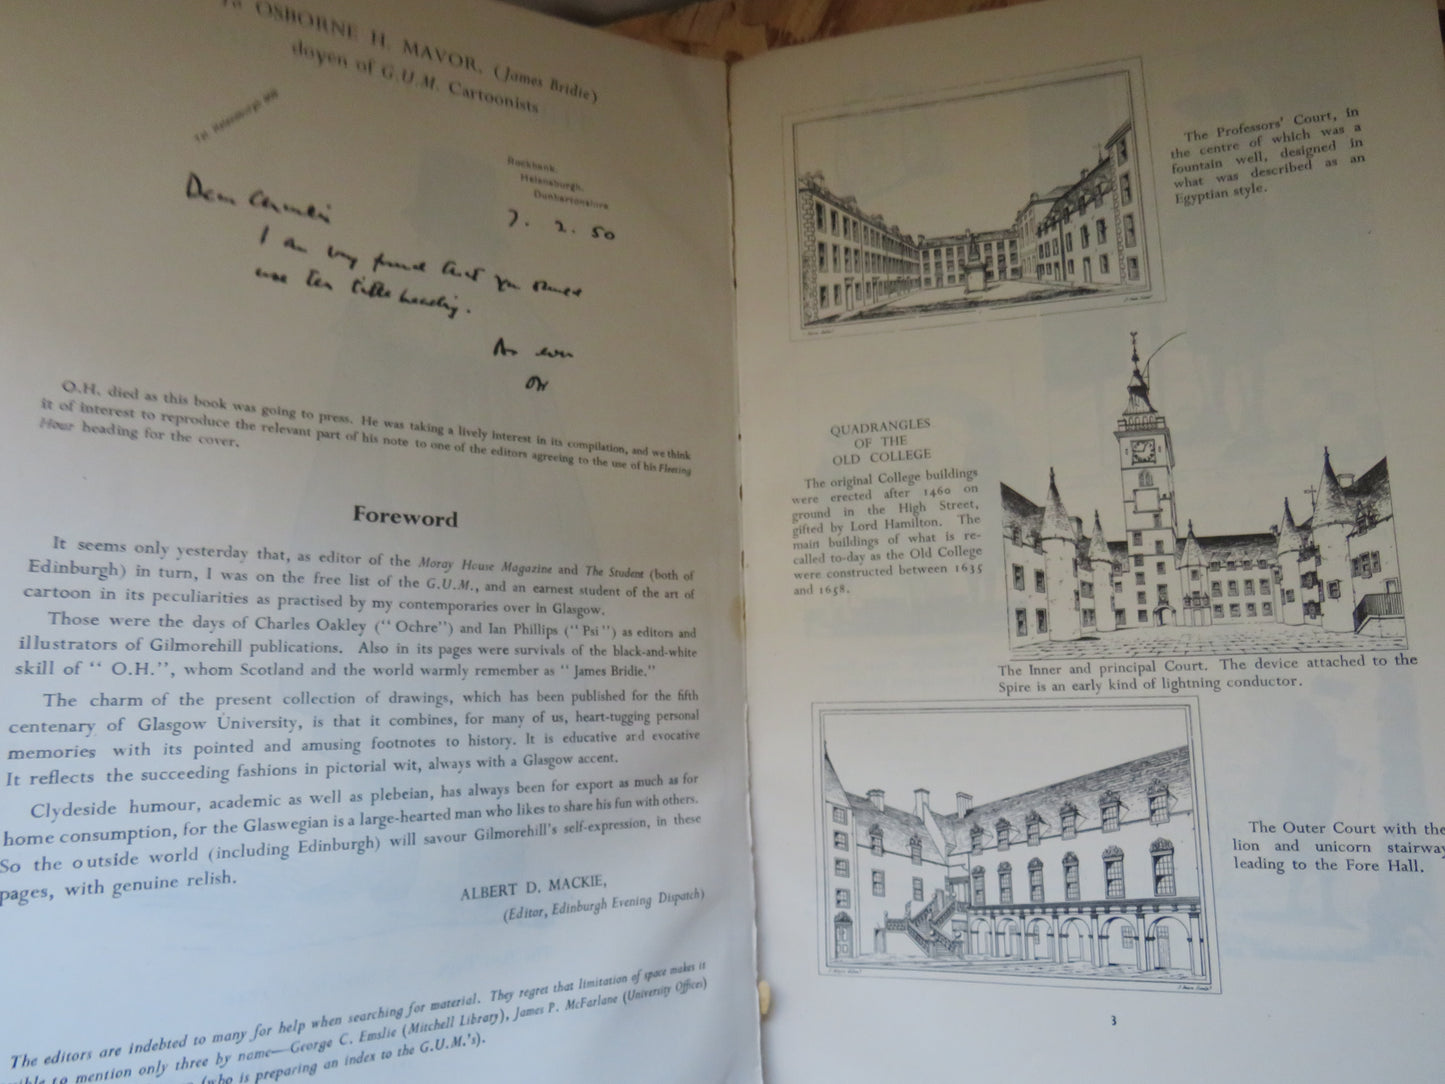 To OSBORNE H. MAVOR, (James Bridie)
doyen of G.U.M. Cartoonists
Tel Helensburgh
Rockbank,
Helensburgh,
Dunbartonshire
7. 2. 50
Dear
I am very proud that you should
use the title heading.
As ever
OH
O.H. died as this book was going to press. He was taking a lively interest in its compilation, and we think
it of interest to reproduce the relevant part of his note to one of the editors agreeing to the use of his Fleeting
Hour heading for the cover.
Foreword
It seems only yesterday that, as editor of the Moray House Magazine and The Student (both of
Edinburgh) in turn, I was on the free list of the G.U.M., and an earnest student of the art of
cartoon in its peculiarities as practised by my contemporaries over in Glasgow.
Those were the days of Charles Oakley (“Ochre”) and Ian Phillips (“Psi”) as editors and
illustrators of Gilmorehill publications. Also in its pages were survivals of the black-and-white
skill of “ O.H.”, whom Scotland and the world warmly remember as “ James Bridie.”
The charm of the present collection of drawings, which has been published for the fifth
centenary of Glasgow University, is that it combines, for many of us, heart-tugging personal
memories with its pointed and amusing footnotes to history. It is educative and evocative
It reflects the succeeding fashions in pictorial wit, always with a Glasgow accent.
Clydeside humour, academic as well as plebeian, has always been for export as much as for
home consumption, for the Glaswegian is a large-hearted man who likes to share his fun with others.
So the outside world (including Edinburgh) will savour Gilmorehill's self-expression, in these
pages, with genuine relish.
ALBERT D. MACKIE,
(Editor, Edinburgh Evening Dispatch)
The editors are indebted to many for help when searching for material. They regret that limitation of space makes it
to mention only three by name—George C. Emslie (Mitchell Library), James P. McFarlane (University Offices)
(who is preparing an index to the G.U.M.'s).
The Professors' Court, in
the centre of which was a
fountain well, designed in
what was described as an
Egyptian style.
QUADRANGLES
OF THE
OLD COLLEGE
The original College buildings
were erected after 1460 on
ground in the High Street,
gifted by Lord Hamilton. The
main buildings of what is re-
called to-day as the Old College
were constructed between 1635
and 1658.
The Inner and principal Court. The device attached to the
Spire is an early kind of lightning conductor.
The Outer Court with the
lion and unicorn stairway
leading to the Fore Hall.
3